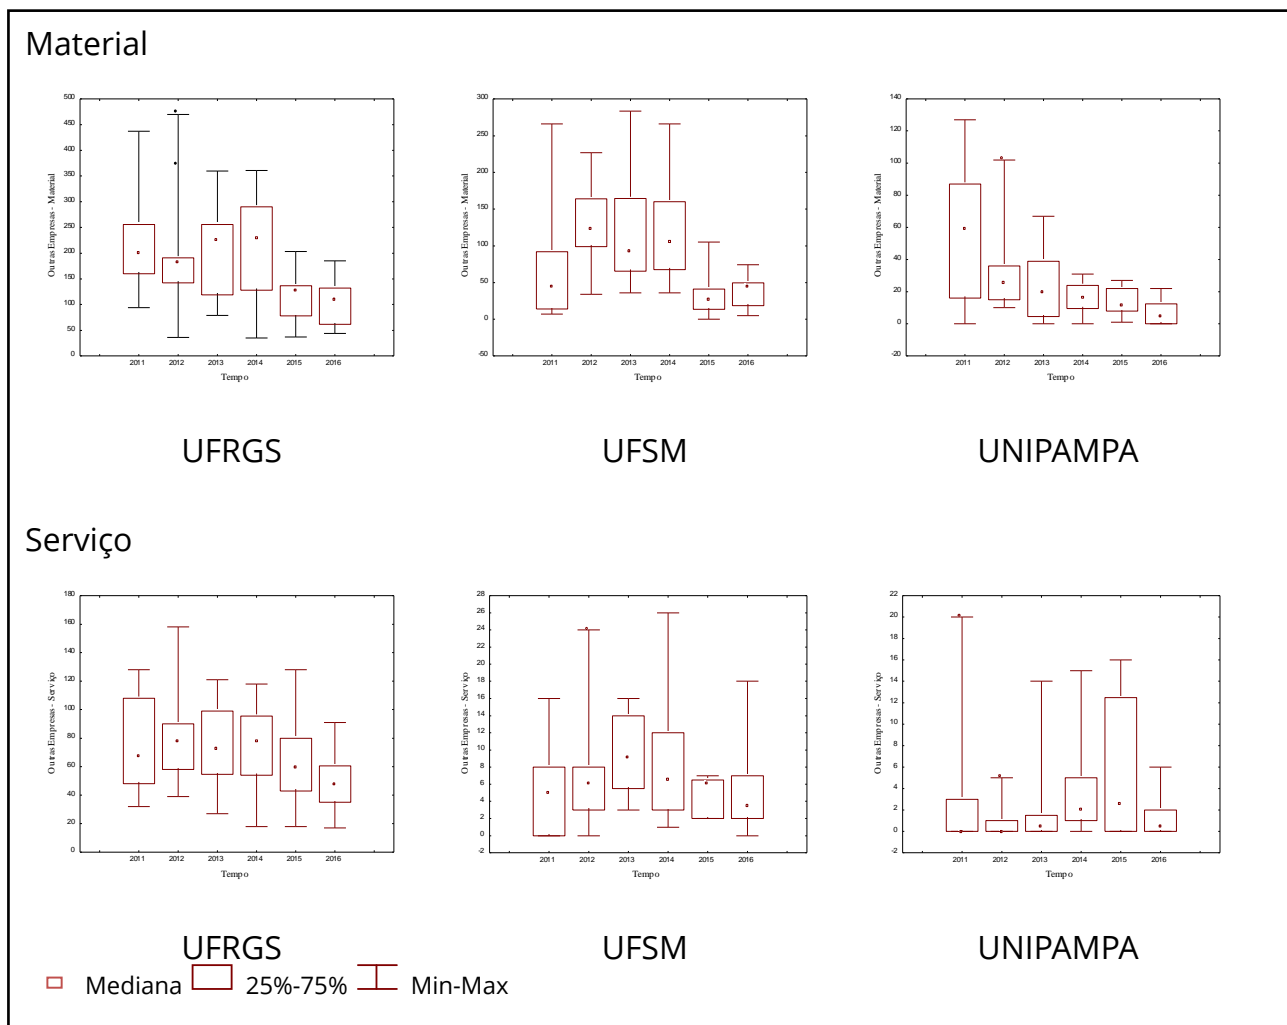 Material
500
450
400
350
300
250
200
150
100
50
0
Outras Empresas - Material
2011 2012 2013 2014 2015 2016
Tempo
300
250
200
150
100
50
0
-50
Outras Empresas - Material
2011 2012 2013 2014 2015 2016
Tempo
140
120
100
80
60
40
20
0
-20
Outras Empresas - Material
2011 2012 2013 2014 2015 2016
Tempo
UFRGS UFSM UNIPAMPA
Serviço
180
160
140
120
100
80
60
40
20
0
Outras Empresas - Serviço
2011 2012 2013 2014 2015 2016
Tempo
28
26
24
22
20
18
16
14
12
10
8
6
4
2
0
-2
Outras Empresas - Serviço
2011 2012 2013 2014 2015 2016
Tempo
22
20
18
16
14
12
10
8
6
4
2
0
-2
Outras Empresas - Serviço
2011 2012 2013 2014 2015 2016
Tempo
UFRGS UFSM UNIPAMPA
Mediana 25%-75% Min-Max